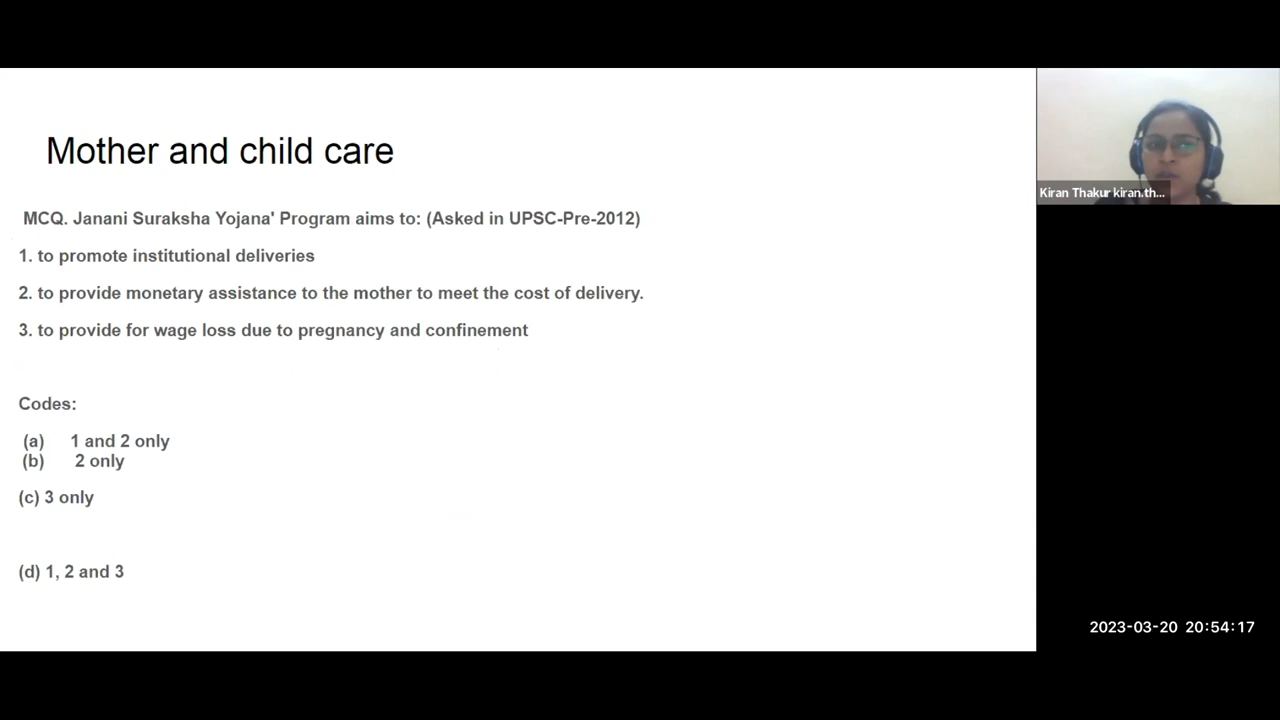 Mother and child care
MCQ. Janani Suraksha Yojana' Program aims to: (Asked in UPSC-Pre-2012)
1. to promote institutional deliveries
2. to provide monetary assistance to the mother to meet the cost of delivery.
3. to provide for wage loss due to pregnancy and confinement
Codes:
(a) 1 and 2 only
(b) 2 only
(c) 3 only
(d) 1, 2 and 3
Kiran Thakur kiran.th...
2023-03-20 20:54:17